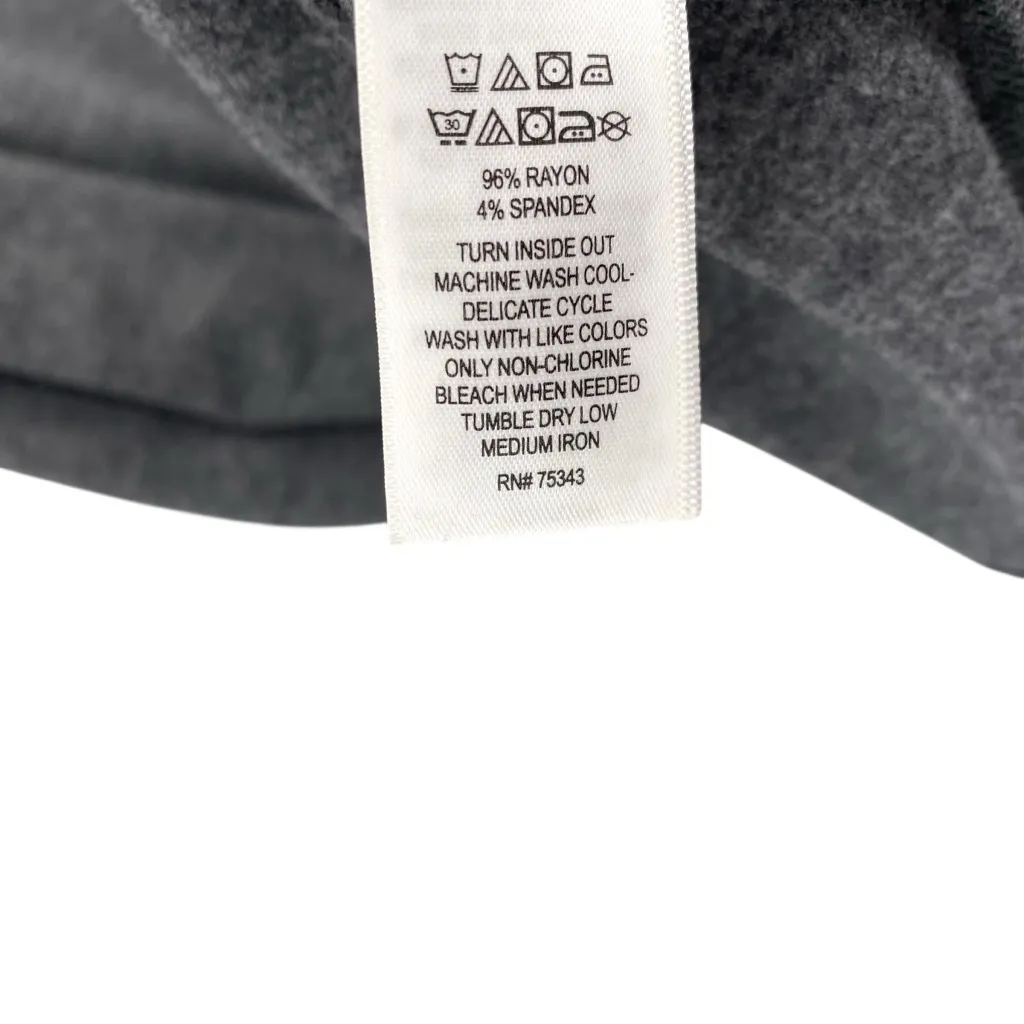 30
96% RAYON
4% SPANDEX
TURN INSIDE OUT
MACHINE WASH COOL-
DELICATE CYCLE
WASH WITH LIKE COLORS
ONLY NON-CHLORINE
BLEACH WHEN NEEDED
TUMBLE DRY LOW
MEDIUM IRON
RN# 75343